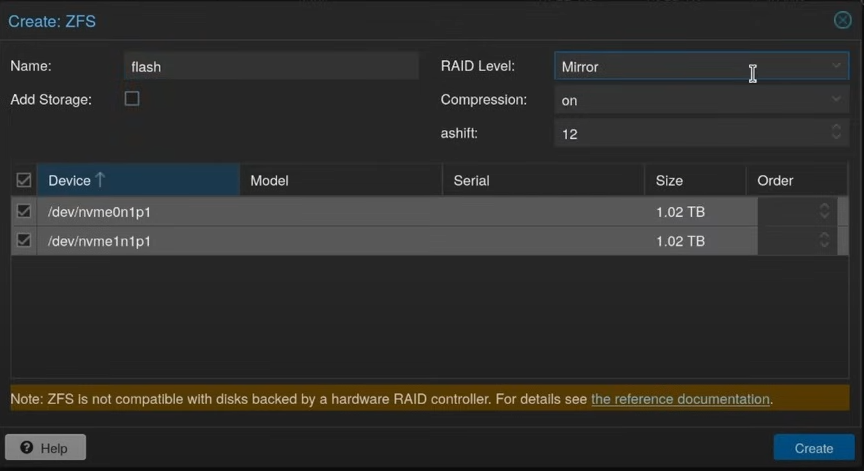 Create: ZFS
Name: flash RAID Level: Mirror
Add Storage: Compression: on
ashift: 12
Device Model Serial Size Order
/dev/nvme0n1p1 1.02 TB
/dev/nvme1n1p1 1.02 TB
Note: ZFS is not compatible with disks backed by a hardware RAID controller. For details see the reference documentation.
Help Create